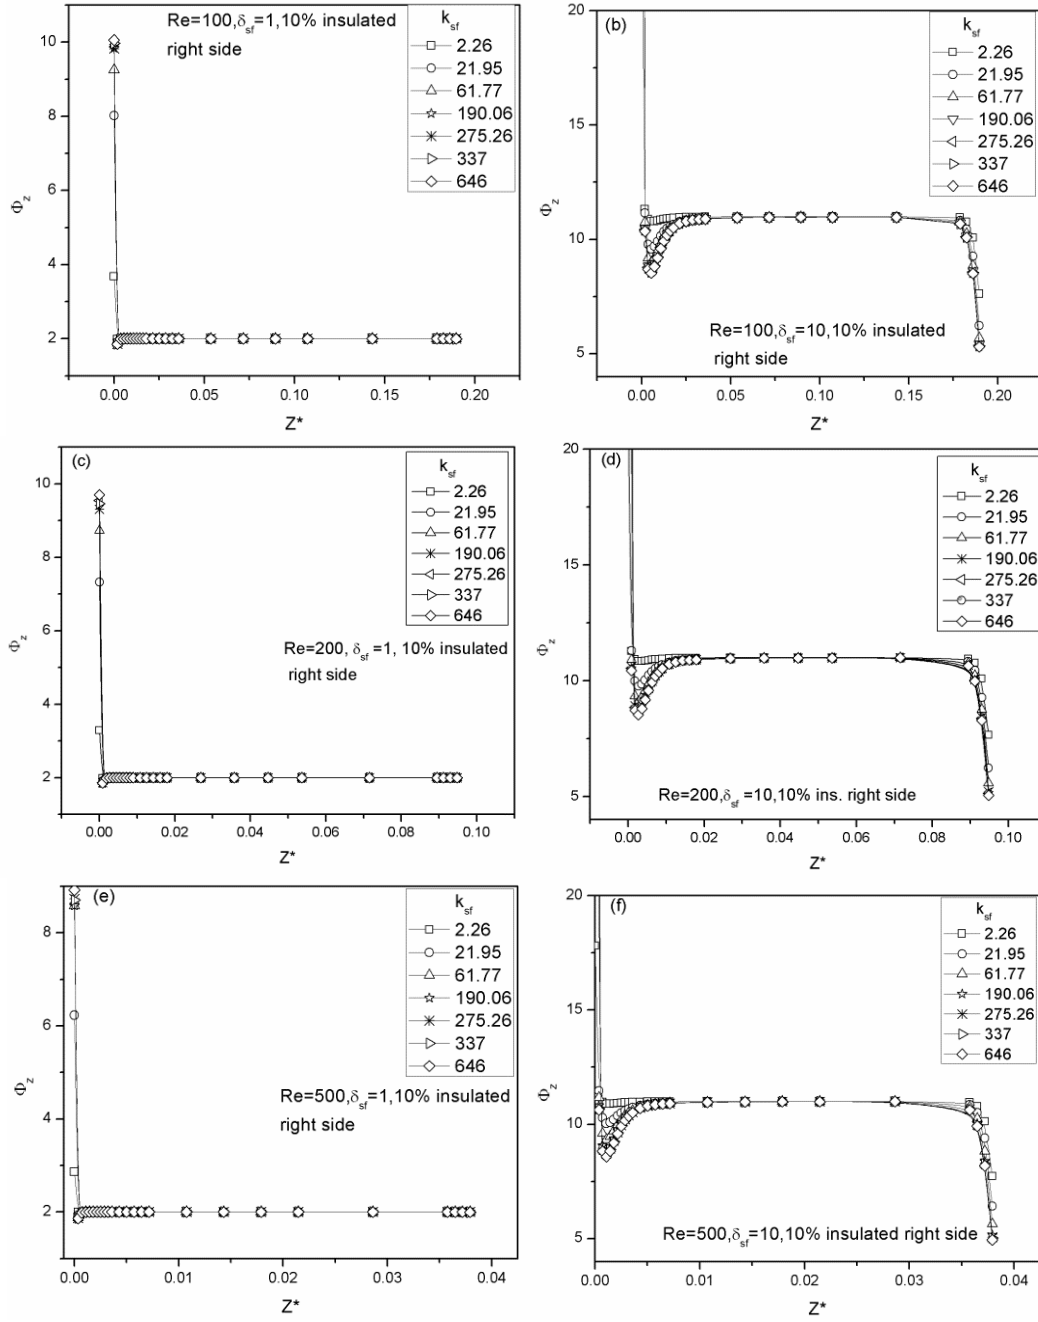 Re=100,δsf=1,10% insulated
right side
ksf
2.26
21.95
61.77
190.06
275.26
337
646
10
8
6
4
2
Φz
0.00 0.05 0.10 0.15 0.20
Z*
(b)
ksf
2.26
21.95
61.77
190.06
275.26
337
646
20
15
10
5
Φz
Re=100,δsf=10,10% insulated
right side
0.00 0.05 0.10 0.15 0.20
Z*
(c)
ksf
2.26
21.95
61.77
190.06
275.26
337
646
10
8
6
4
2
Φz
Re=200, δsf =1, 10% insulated
right side
0.00 0.02 0.04 0.06 0.08 0.10
Z*
(d)
ksf
2.26
21.95
61.77
190.06
275.26
337
646
20
15
10
5
Φz
Re=200,δsf =10,10% ins. right side
0.00 0.02 0.04 0.06 0.08 0.10
Z*
(e)
ksf
2.26
21.95
61.77
190.06
275.26
337
646
8
6
4
2
Φz
Re=500,δsf=1,10% insulated
right side
0.00 0.01 0.02 0.03 0.04
Z*
(f)
ksf
2.26
21.95
61.77
190.06
275.26
337
646
20
15
10
5
Φz
Re=500,δsf=10,10% insulated right side
0.00 0.01 0.02 0.03 0.04
Z*